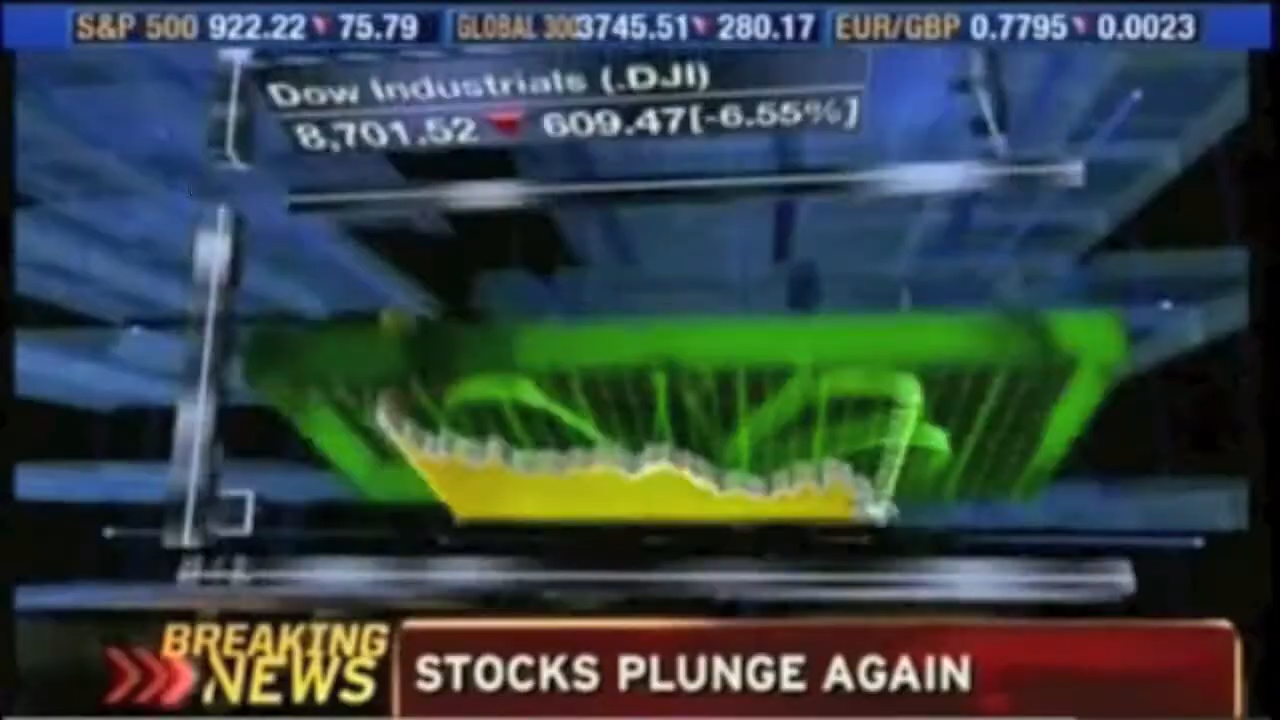 S&P 500 922.22 ▼ 75.79 GLOBAL 300 3745.51 ▼ 280.17 EUR/GBP 0.7795 ▼ 0.0023
Dow Industrials (.DJI)
8,701.52 ▼ 609.47[-6.55%]
BREAKING
NEWS
STOCKS PLUNGE AGAIN